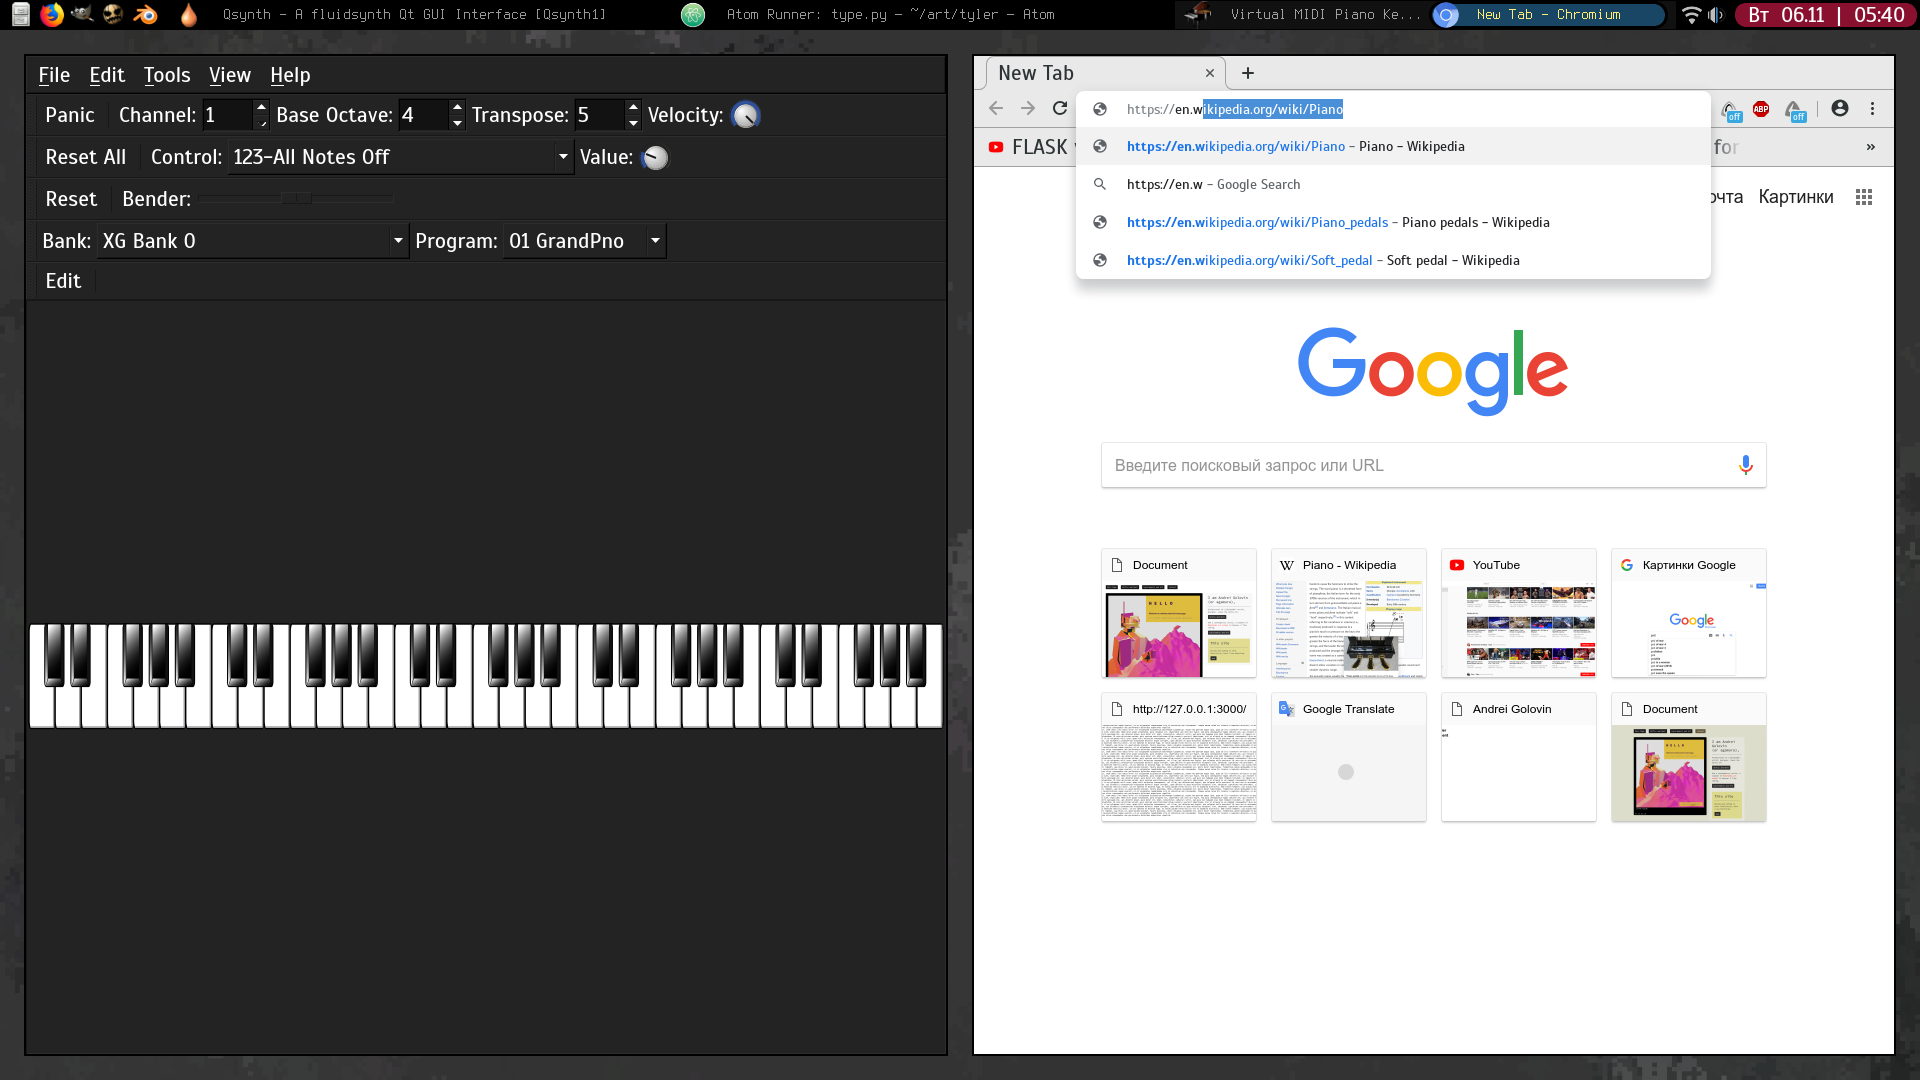 Qsynth - A fluidsynth Qt GUI Interface [Qsynth1]
Atom Runner: type.py — ~/art/tyler — Atom
Virtual MIDI Piano Ke...
New Tab - Chromium
Вт 06.11 | 05:40
File Edit Tools View Help
Panic Channel: 1 Base Octave: 4 Transpose: 5 Velocity:
Reset All Control: 123-All Notes Off Value:
Reset Bender:
Bank: XG Bank 0 Program: 01 GrandPno
Edit
New Tab
https://en.wikipedia.org/wiki/Piano
ABP
off
off
FLASK
for
»
https://en.wikipedia.org/wiki/Piano - Piano - Wikipedia
https://en.w - Google Search
https://en.wikipedia.org/wiki/Piano_pedals - Piano pedals - Wikipedia
https://en.wikipedia.org/wiki/Soft_pedal - Soft pedal - Wikipedia
очта Картинки
Google
Введите поисковый запрос или URL
Document
Piano - Wikipedia
YouTube
Картинки Google
HELLO
Google
http://127.0.0.1:3000/
Google Translate
Andrei Golovin
Document